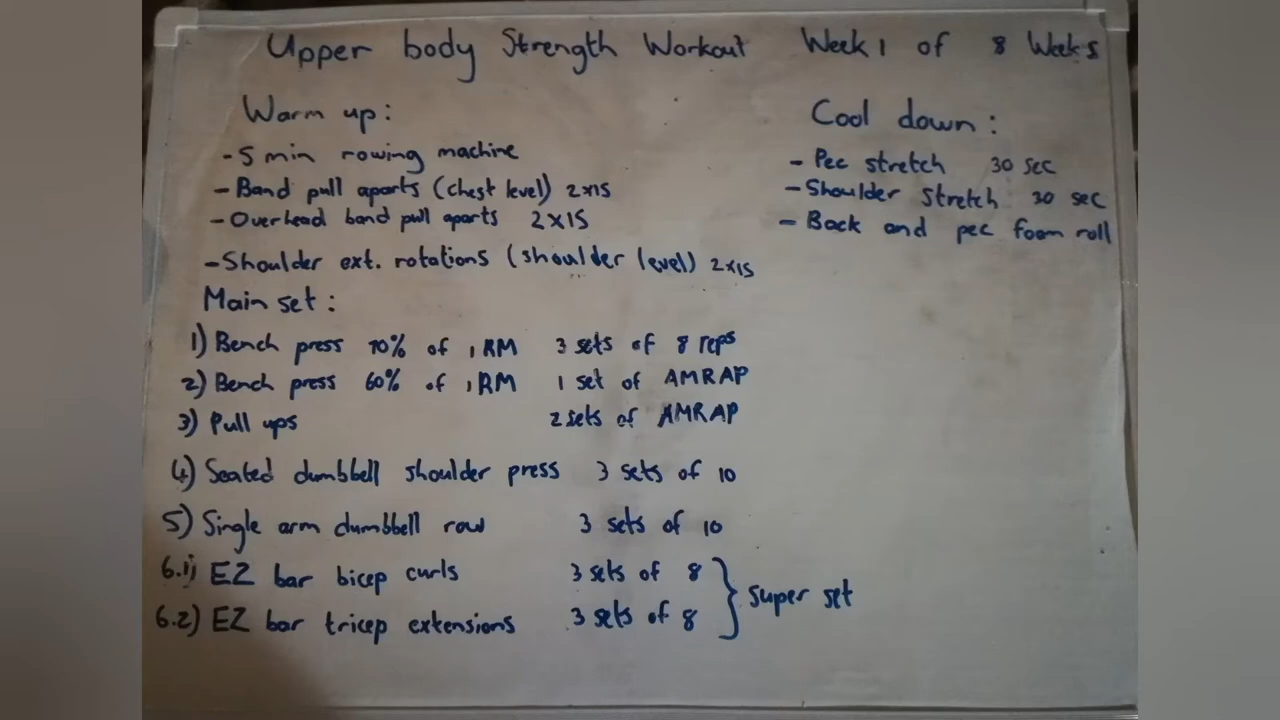 Upper body Strength Workout Week 1 of 8 Weeks
Warm up:
- 5 min rowing machine
- Band pull aparts (chest level) 2x15
- Overhead band pull aparts 2x15
- Shoulder ext. rotations (shoulder level) 2x15
Main set:
1) Bench press 70% of 1RM 3 sets of 8 reps
2) Bench press 60% of 1RM 1 set of AMRAP
3) Pull ups 2 sets of AMRAP
4) Seated dumbbell shoulder press 3 sets of 10
5) Single arm dumbbell row 3 sets of 10
6.1) EZ bar bicep curls 3 sets of 8
6.2) EZ bar tricep extensions 3 sets of 8
super set
Cool down:
- Pec stretch 30 sec
- Shoulder stretch 30 sec
- Back and pec foam roll